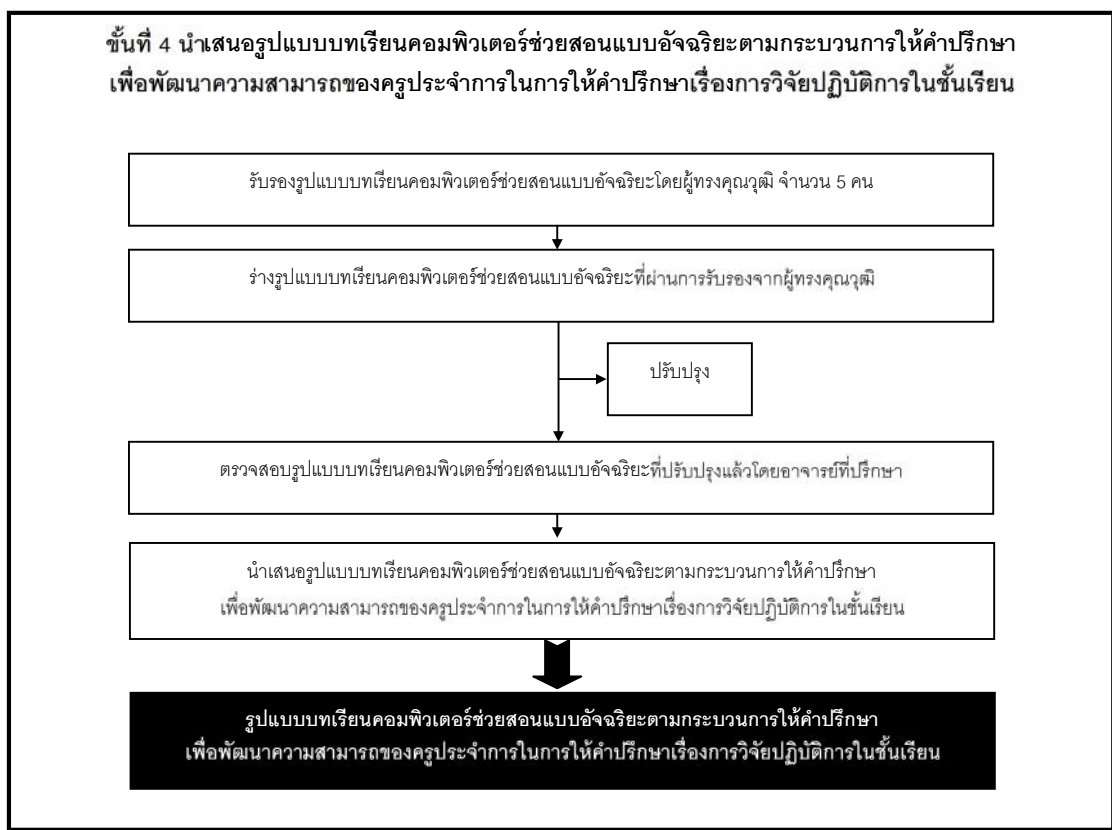 ขั้นที่ 4 นำเสนอรูปแบบบทเรียนคอมพิวเตอร์ช่วยสอนแบบอัจฉริยะตามกระบวนการให้คำปรึกษา
เพื่อพัฒนาความสามารถของครูประจำการในการให้คำปรึกษาเรื่องการวิจัยปฏิบัติการในชั้นเรียน
รับรองรูปแบบบทเรียนคอมพิวเตอร์ช่วยสอนแบบอัจฉริยะโดยผู้ทรงคุณวุฒิ จำนวน 5 คน
ร่างรูปแบบบทเรียนคอมพิวเตอร์ช่วยสอนแบบอัจฉริยะที่ผ่านการรับรองจากผู้ทรงคุณวุฒิ
ปรับปรุง
ตรวจสอบรูปแบบบทเรียนคอมพิวเตอร์ช่วยสอนแบบอัจฉริยะที่ปรับปรุงแล้วโดยอาจารย์ที่ปรึกษา
นำเสนอรูปแบบบทเรียนคอมพิวเตอร์ช่วยสอนแบบอัจฉริยะตามกระบวนการให้คำปรึกษา
เพื่อพัฒนาความสามารถของครูประจำการในการให้คำปรึกษาเรื่องการวิจัยปฏิบัติการในชั้นเรียน
รูปแบบบทเรียนคอมพิวเตอร์ช่วยสอนแบบอัจฉริยะตามกระบวนการให้คำปรึกษา
เพื่อพัฒนาความสามารถของครูประจำการในการให้คำปรึกษาเรื่องการวิจัยปฏิบัติการในชั้นเรียน